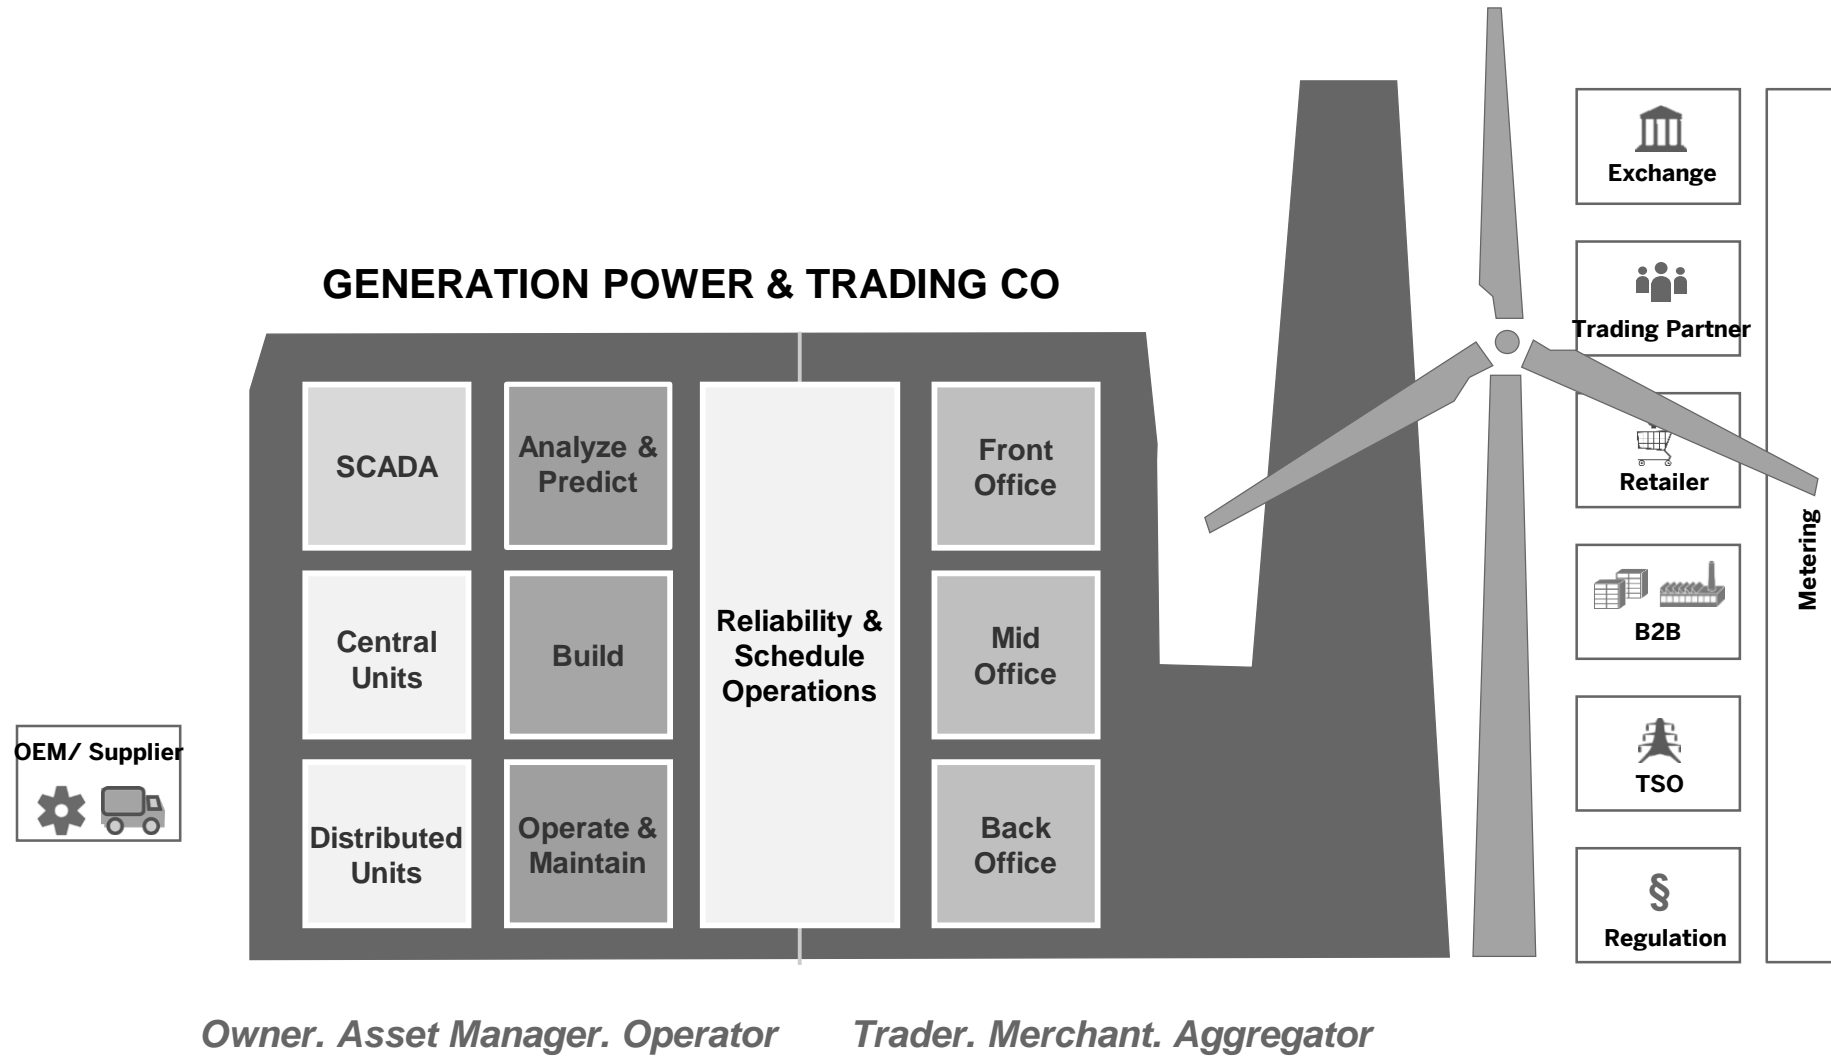 GENERATION POWER & TRADING CO
SCADA
Central
Units
Distributed
Units
Analyze &
Predict
Build
Operate &
Maintain
Reliability &
Schedule
Operations
Front
Office
Mid
Office
Back
Office
OEM/ Supplier
Exchange
Trading Partner
Retailer
B2B
TSO
§
Regulation
Metering
Owner. Asset Manager. Operator
Trader. Merchant. Aggregator